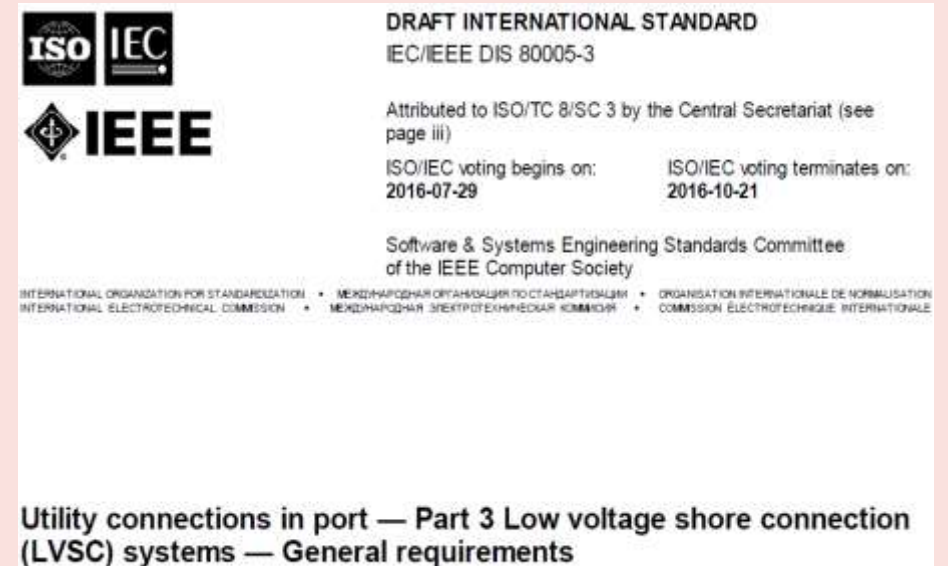 ISO IEC
IEEE
DRAFT INTERNATIONAL STANDARD
IEC/IEEE DIS 80005-3
Attributed to ISO/TC 8/SC 3 by the Central Secretariat (see
page iii)
ISO/IEC voting begins on:
2016-07-29
ISO/IEC voting terminates on:
2016-10-21
Software & Systems Engineering Standards Committee
of the IEEE Computer Society
INTERNATIONAL ORGANIZATION FOR STANDARDIZATION • МЕЖДУНАРОДНАЯ ОРГАНИЗАЦИЯ ПО СТАНДАРТИЗАЦИИ • ORGANISATION INTERNATIONALE DE NORMALISATION
INTERNATIONAL ELECTROTECHNICAL COMMISSION • МЕЖДУНАРОДНАЯ ЭЛЕКТРОТЕХНИЧЕСКАЯ КОММИСИЯ • COMMISSION ÉLECTROTECHNIQUE INTERNATIONALE
Utility connections in port — Part 3 Low voltage shore connection
(LVSC) systems — General requirements